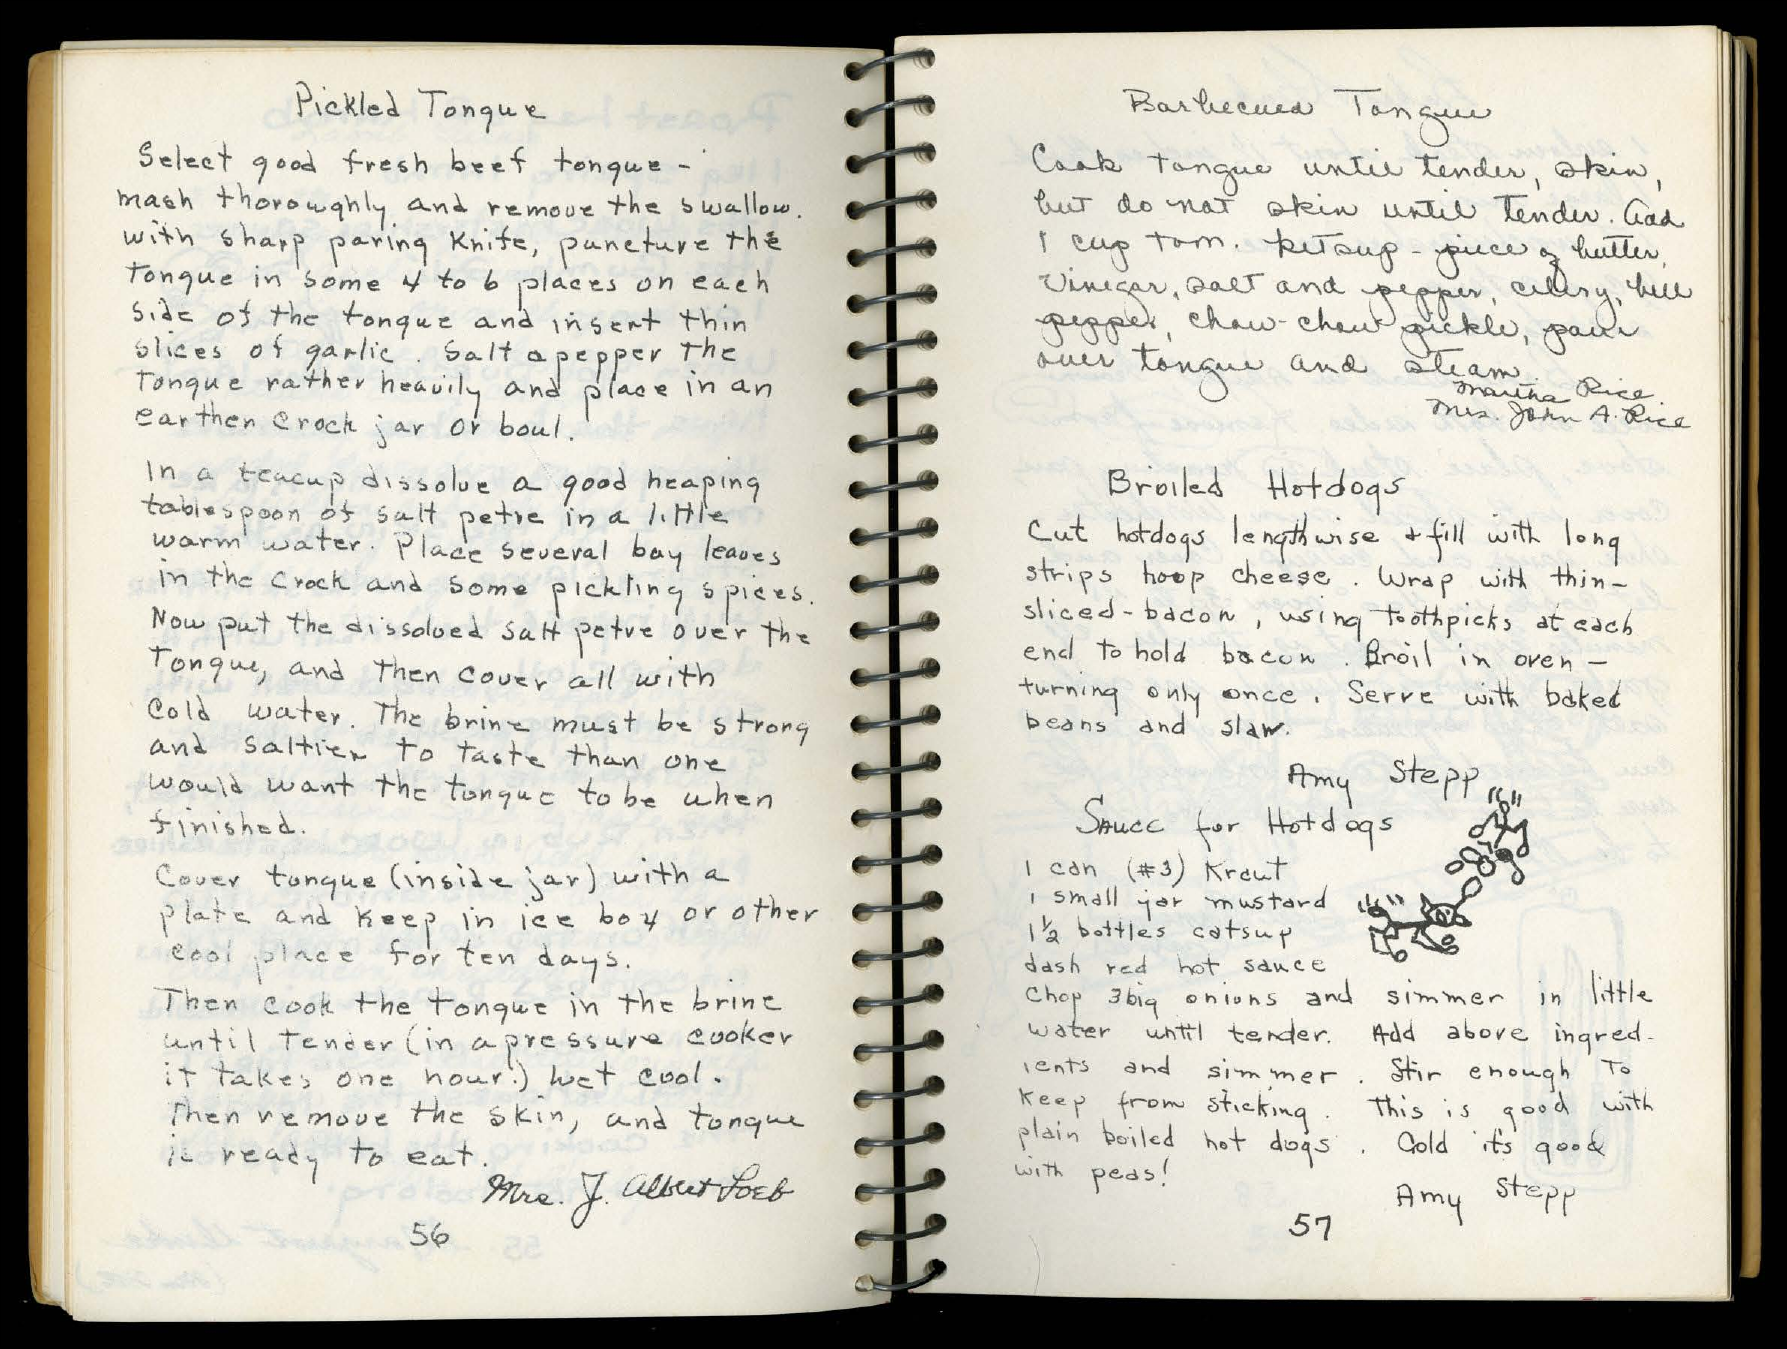 Pickled Tongue
Select good fresh beef tongue -
mash thoroughly and remove the swallow.
with sharp paring Knife, puncture the
tongue in some 4 to 6 places on each
side of the tongue and insert thin
slices of garlic. Salt a pepper the
Tongue rather heavily and place in an
earthen Crock jar or boul.
In a teacup dissolve a good heaping
tablespoon of salt petre in a little
warm water. Place several bay leaves
in the Crock and some pickling spices.
Now put the dissolved salt petre over the
Tongue, and then cover all with
Cold water. The brine must be strong
and saltier to taste than one
would want the tongue to be when
finished.
Cover tongue (inside jar) with a
plate and keep in ice box or other
cool place for ten days.
Then cook the tongue in the brine
until Tender (in a pressure cooker
it takes one hour.) Let cool.
Then remove the skin, and tongue
is ready to eat.
Mrs. J. Albert Loeb
56
Barbecued Tongue
Cook tongue until tender, skin,
but do not skin until tender. Add
1 cup tom. ketsup - piece of butter,
Vinegar, salt and pepper, celery, bell
pepper, chow-chow pickle, pour
over tongue and steam.
Martha Rice
Mrs. John A. Rice
Broiled Hotdogs
Cut hotdogs lengthwise + fill with long
strips hoop cheese. Wrap with thin-
sliced-bacon, using toothpicks at each
end to hold bacon. Broil in oven -
turning only once. Serve with baked
beans and slaw.
Amy Stepp
Sauce for Hotdogs
1 can (#3) Kraut
1 small jar mustard
1½ bottles catsup
dash red hot sauce
Chop 3 big onions and simmer in little
water until tender. Add above ingred-
ients and simmer. Stir enough To
keep from sticking. This is good with
plain boiled hot dogs. Cold it's good
with peas!
Amy Stepp
57